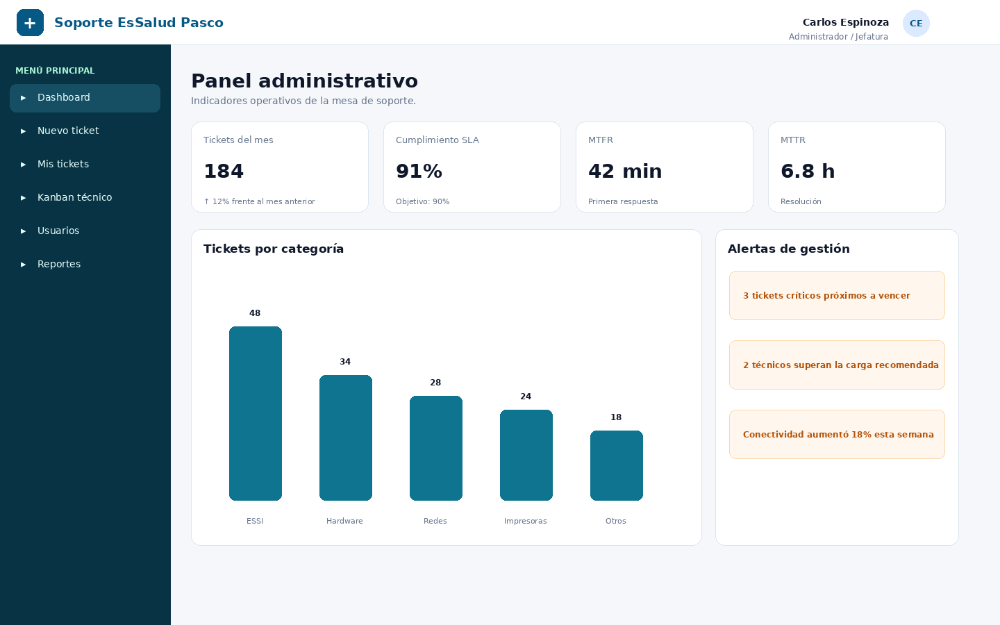 + Soporte EsSalud Pasco
Carlos Espinoza
Administrador / Jefatura
CE
MENÚ PRINCIPAL
▸ Dashboard
▸ Nuevo ticket
▸ Mis tickets
▸ Kanban técnico
▸ Usuarios
▸ Reportes
Panel administrativo
Indicadores operativos de la mesa de soporte.
Tickets del mes
184
↑ 12% frente al mes anterior
Cumplimiento SLA
91%
Objetivo: 90%
MTFR
42 min
Primera respuesta
MTTR
6.8 h
Resolución
Tickets por categoría
48
34
28
24
18
ESSI
Hardware
Redes
Impresoras
Otros
Alertas de gestión
3 tickets críticos próximos a vencer
2 técnicos superan la carga recomendada
Conectividad aumentó 18% esta semana